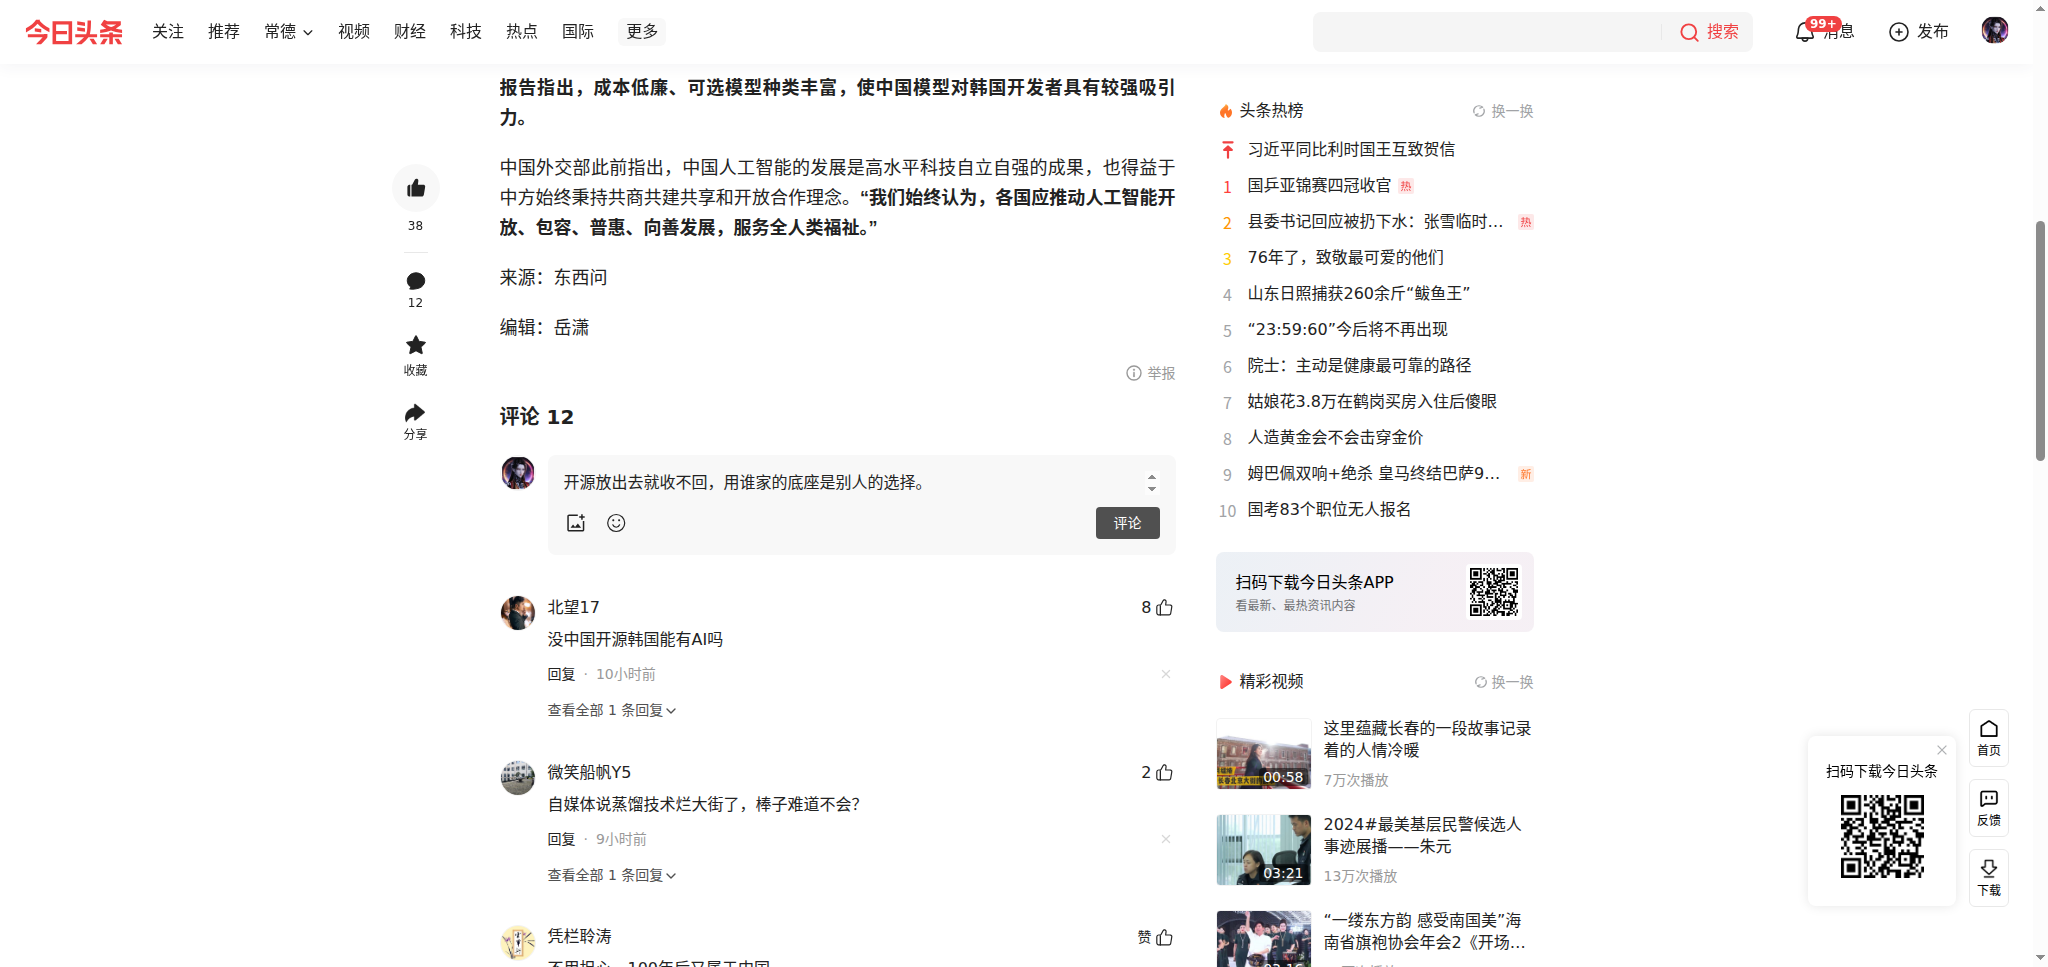 今日头条
关注 推荐 常德 视频 财经 科技 热点 国际 更多
搜索
99+
消息
发布
报告指出，成本低廉、可选模型种类丰富，使中国模型对韩国开发者具有较强吸引
力。
中国外交部此前指出，中国人工智能的发展是高水平科技自立自强的成果，也得益于
中方始终秉持共商共建共享和开放合作理念。“我们始终认为，各国应推动人工智能开
放、包容、普惠、向善发展，服务全人类福祉。”
来源：东西问
编辑：岳潇
举报
38
12
收藏
分享
评论 12
开源放出去就收不回，用谁家的底座是别人的选择。
评论
北望17
8
没中国开源韩国能有AI吗
回复 · 10小时前
查看全部 1 条回复
微笑船帆Y5
2
自媒体说蒸馏技术烂大街了，棒子难道不会？
回复 · 9小时前
查看全部 1 条回复
凭栏聆涛
赞
头条热榜
换一换
习近平同比利时国王互致贺信
1 国乒亚锦赛四冠收官 热
2 县委书记回应被扔下水：张雪临时... 热
3 76年了，致敬最可爱的他们
4 山东日照捕获260余斤“鲅鱼王”
5 “23:59:60”今后将不再出现
6 院士：主动是健康最可靠的路径
7 姑娘花3.8万在鹤岗买房入住后傻眼
8 人造黄金会不会击穿金价
9 姆巴佩双响+绝杀 皇马终结巴萨9... 新
10 国考83个职位无人报名
扫码下载今日头条APP
看最新、最热资讯内容
精彩视频
换一换
00:58
这里蕴藏长春的一段故事记录
着的人情冷暖
7万次播放
03:21
2024#最美基层民警候选人
事迹展播——朱元
13万次播放
“一缕东方韵 感受南国美”海
南省旗袍协会年会2《开场...
扫码下载今日头条
首页
反馈
下载